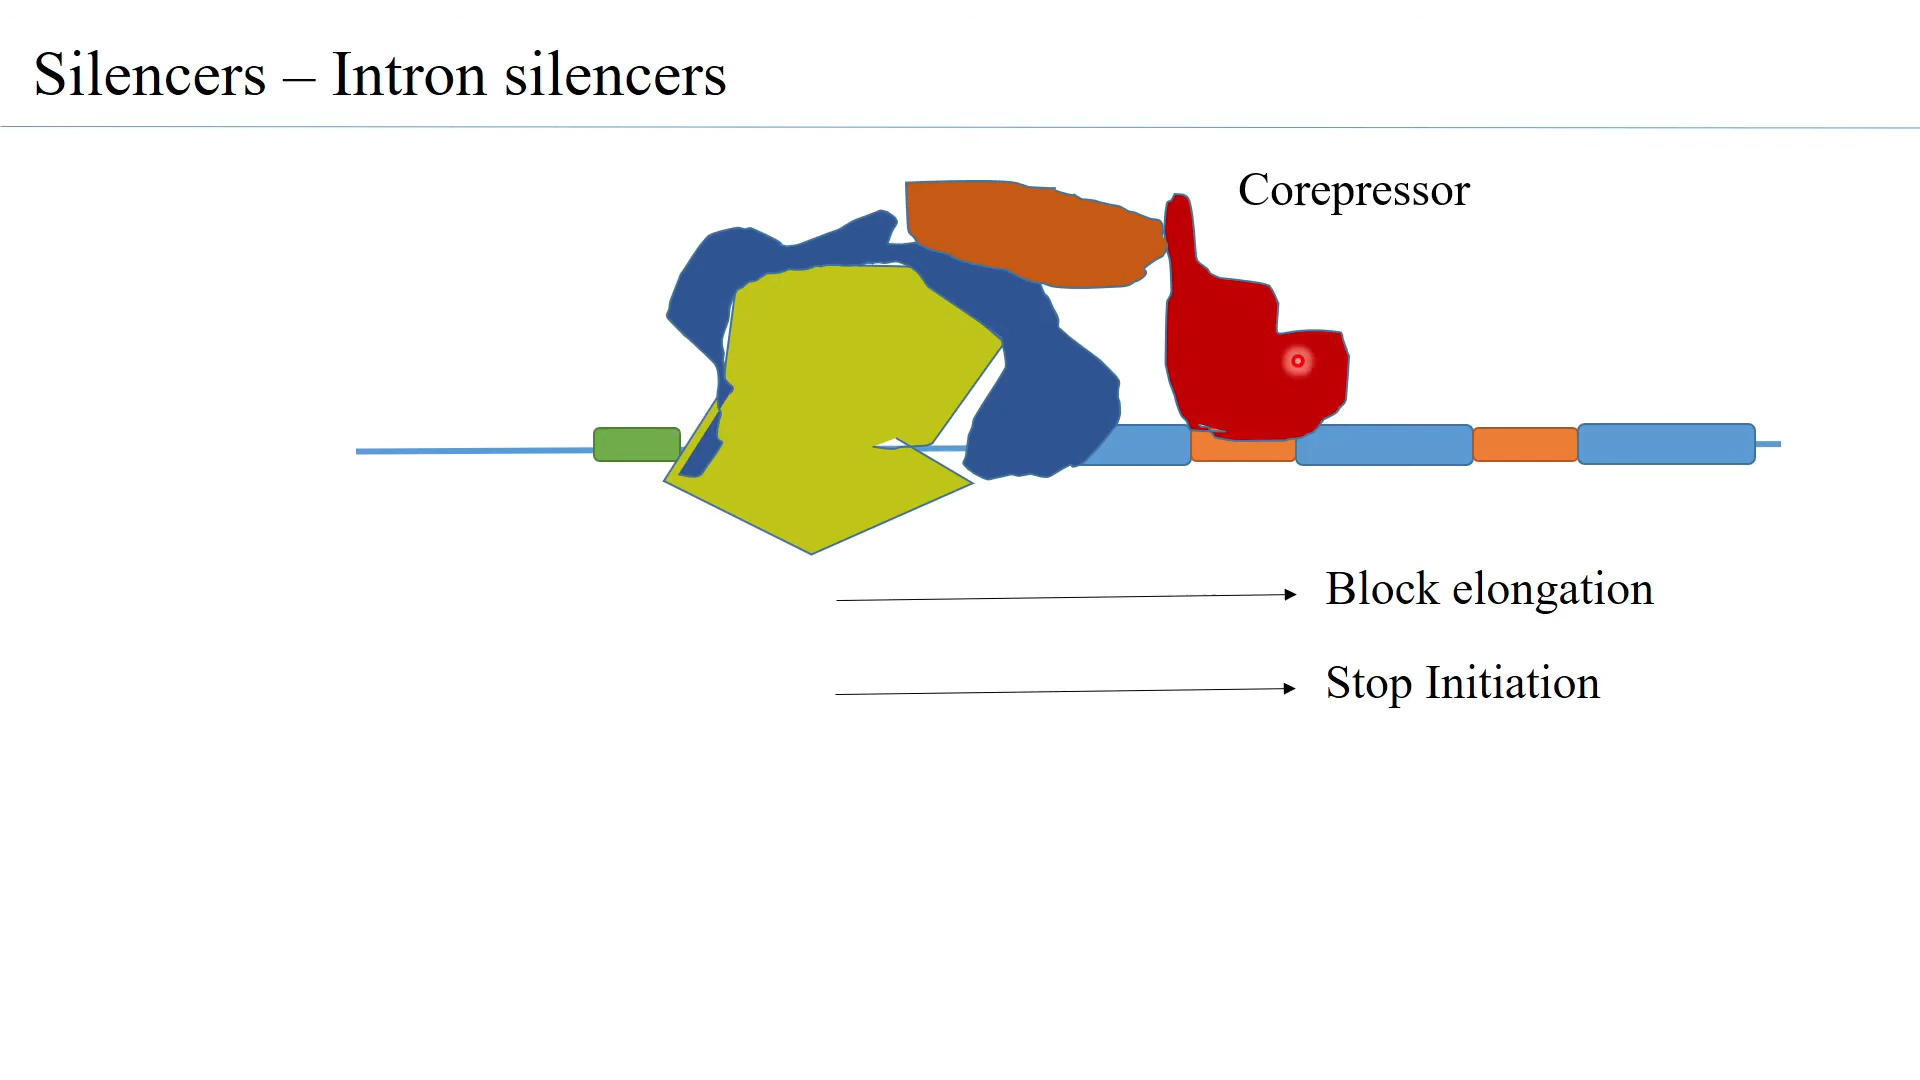 Silencers – Intron silencers
Corepressor
Block elongation
Stop Initiation